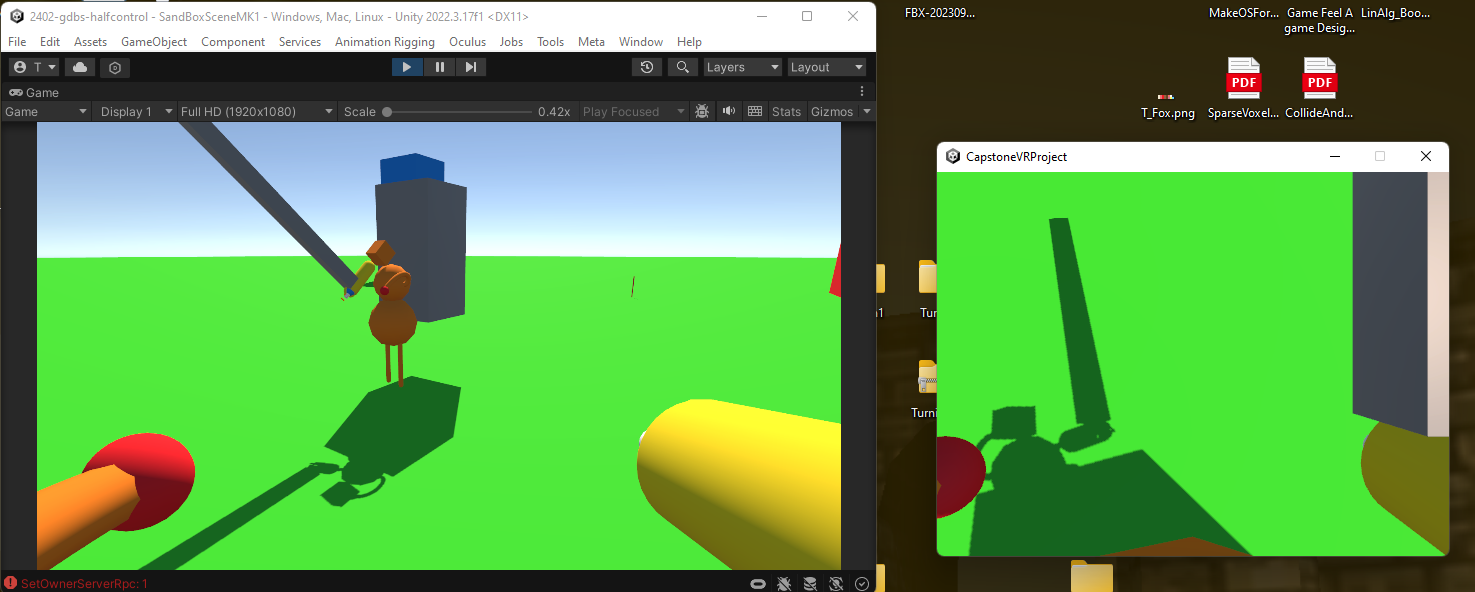 2402-gdbs-halfcontrol - SandBoxSceneMK1 - Windows, Mac, Linux - Unity 2022.3.17f1 <DX11>
File Edit Assets GameObject Component Services Animation Rigging Oculus Jobs Tools Meta Window Help
T Layers Layout
Game
Game Display 1 Full HD (1920x1080) Scale 0.42x Play Focused Stats Gizmos
SetOwnerServerRpc: 1
FBX-202309...
MakeOSFor...
Game Feel A
game Desig...
LinAlg_Boo...
PDF
PDF
T_Fox.png
SparseVoxel...
CollideAnd...
CapstoneVRProject
Turni